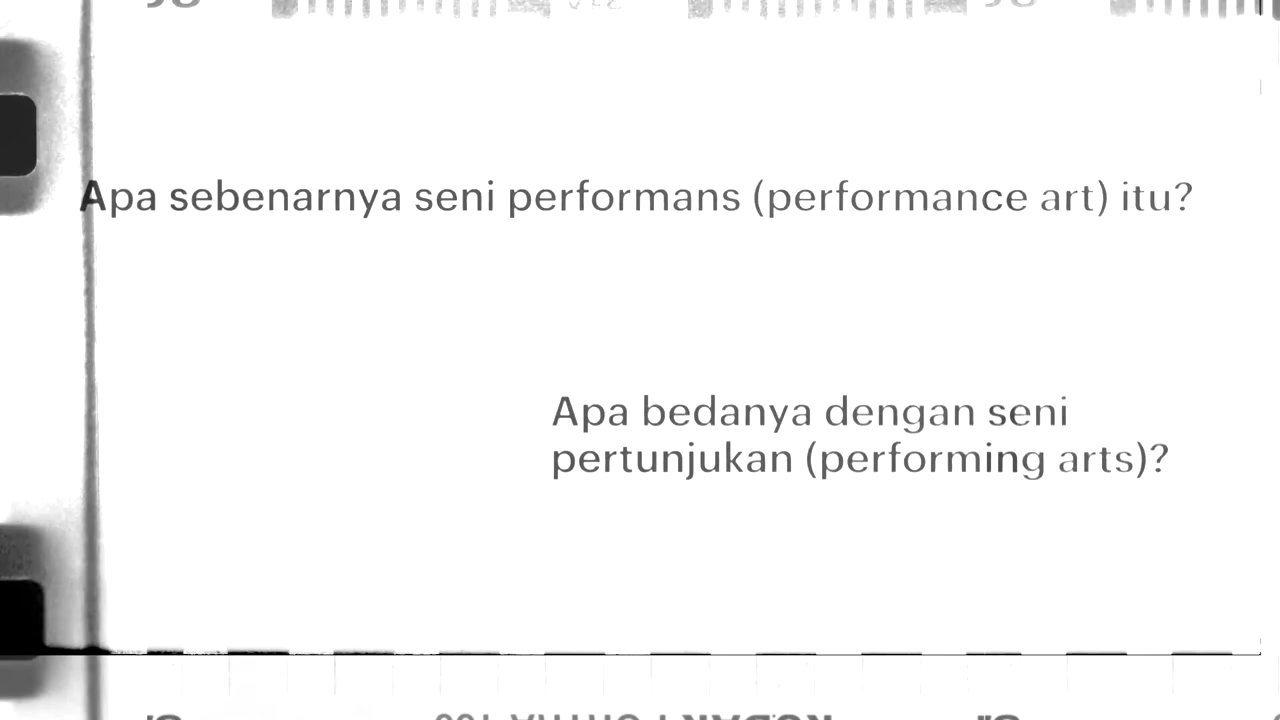 Apa sebenarnya seni performans (performance art) itu?
Apa bedanya dengan seni
pertunjukan (performing arts)?